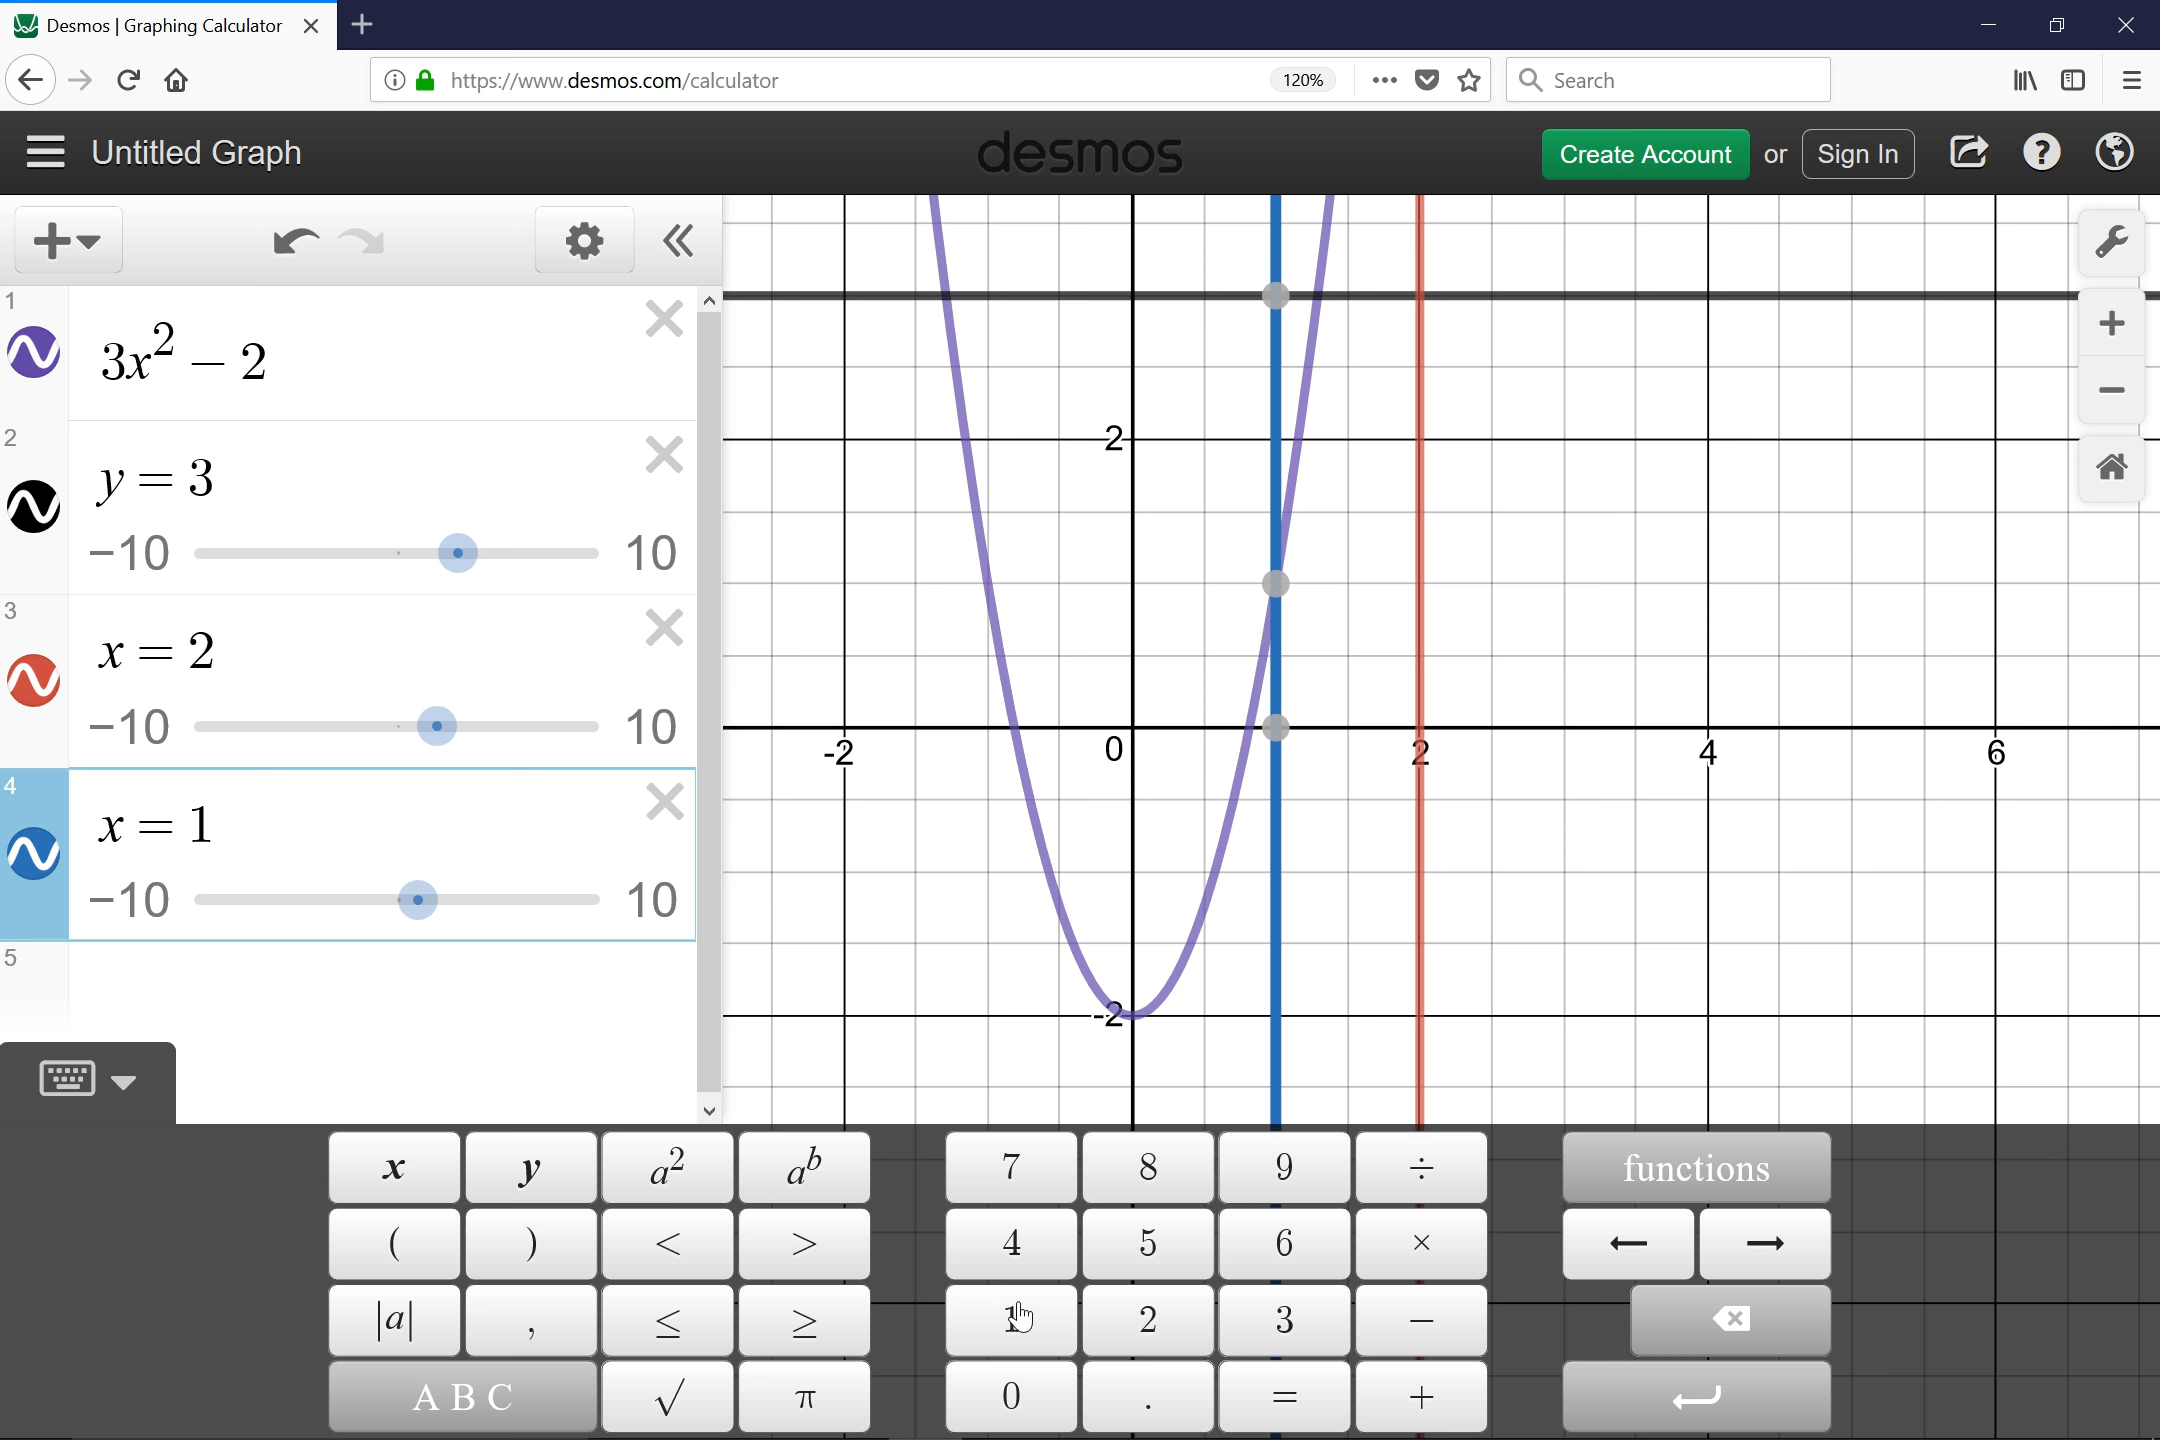 Desmos | Graphing Calculator
https://www.desmos.com/calculator 120% Search
Untitled Graph desmos Create Account or Sign In
1
3x² − 2
2
y = 3
−10 10
3
x = 2
−10 10
4
x = 1
−10 10
5
2
-2 0 2 4 6
-2
x y a² aᵇ 7 8 9 ÷ functions
( ) < > 4 5 6 × ← →
|a| , ≤ ≥ 1 2 3 −
A B C √ π 0 . = +